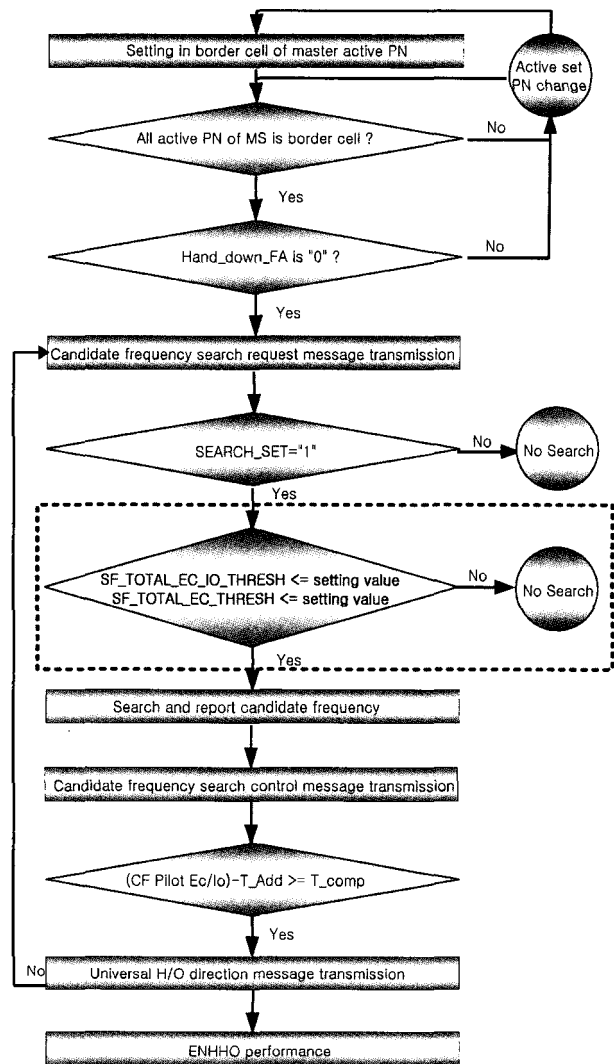 Setting in border cell of master active PN
Active set
PN change
All active PN of MS is border cell ?
No
Yes
Hand_down_FA is "0" ?
No
Yes
Candidate frequency search request message transmission
SEARCH_SET="1"
No
No Search
Yes
SF_TOTAL_EC_IO_THRESH <= setting value
SF_TOTAL_EC_THRESH <= setting value
No
No Search
Yes
Search and report candidate frequency
Candidate frequency search control message transmission
(CF Pilot Ec/Io)-T_Add >= T_comp
Yes
No
Universal H/O direction message transmission
ENHHO performance